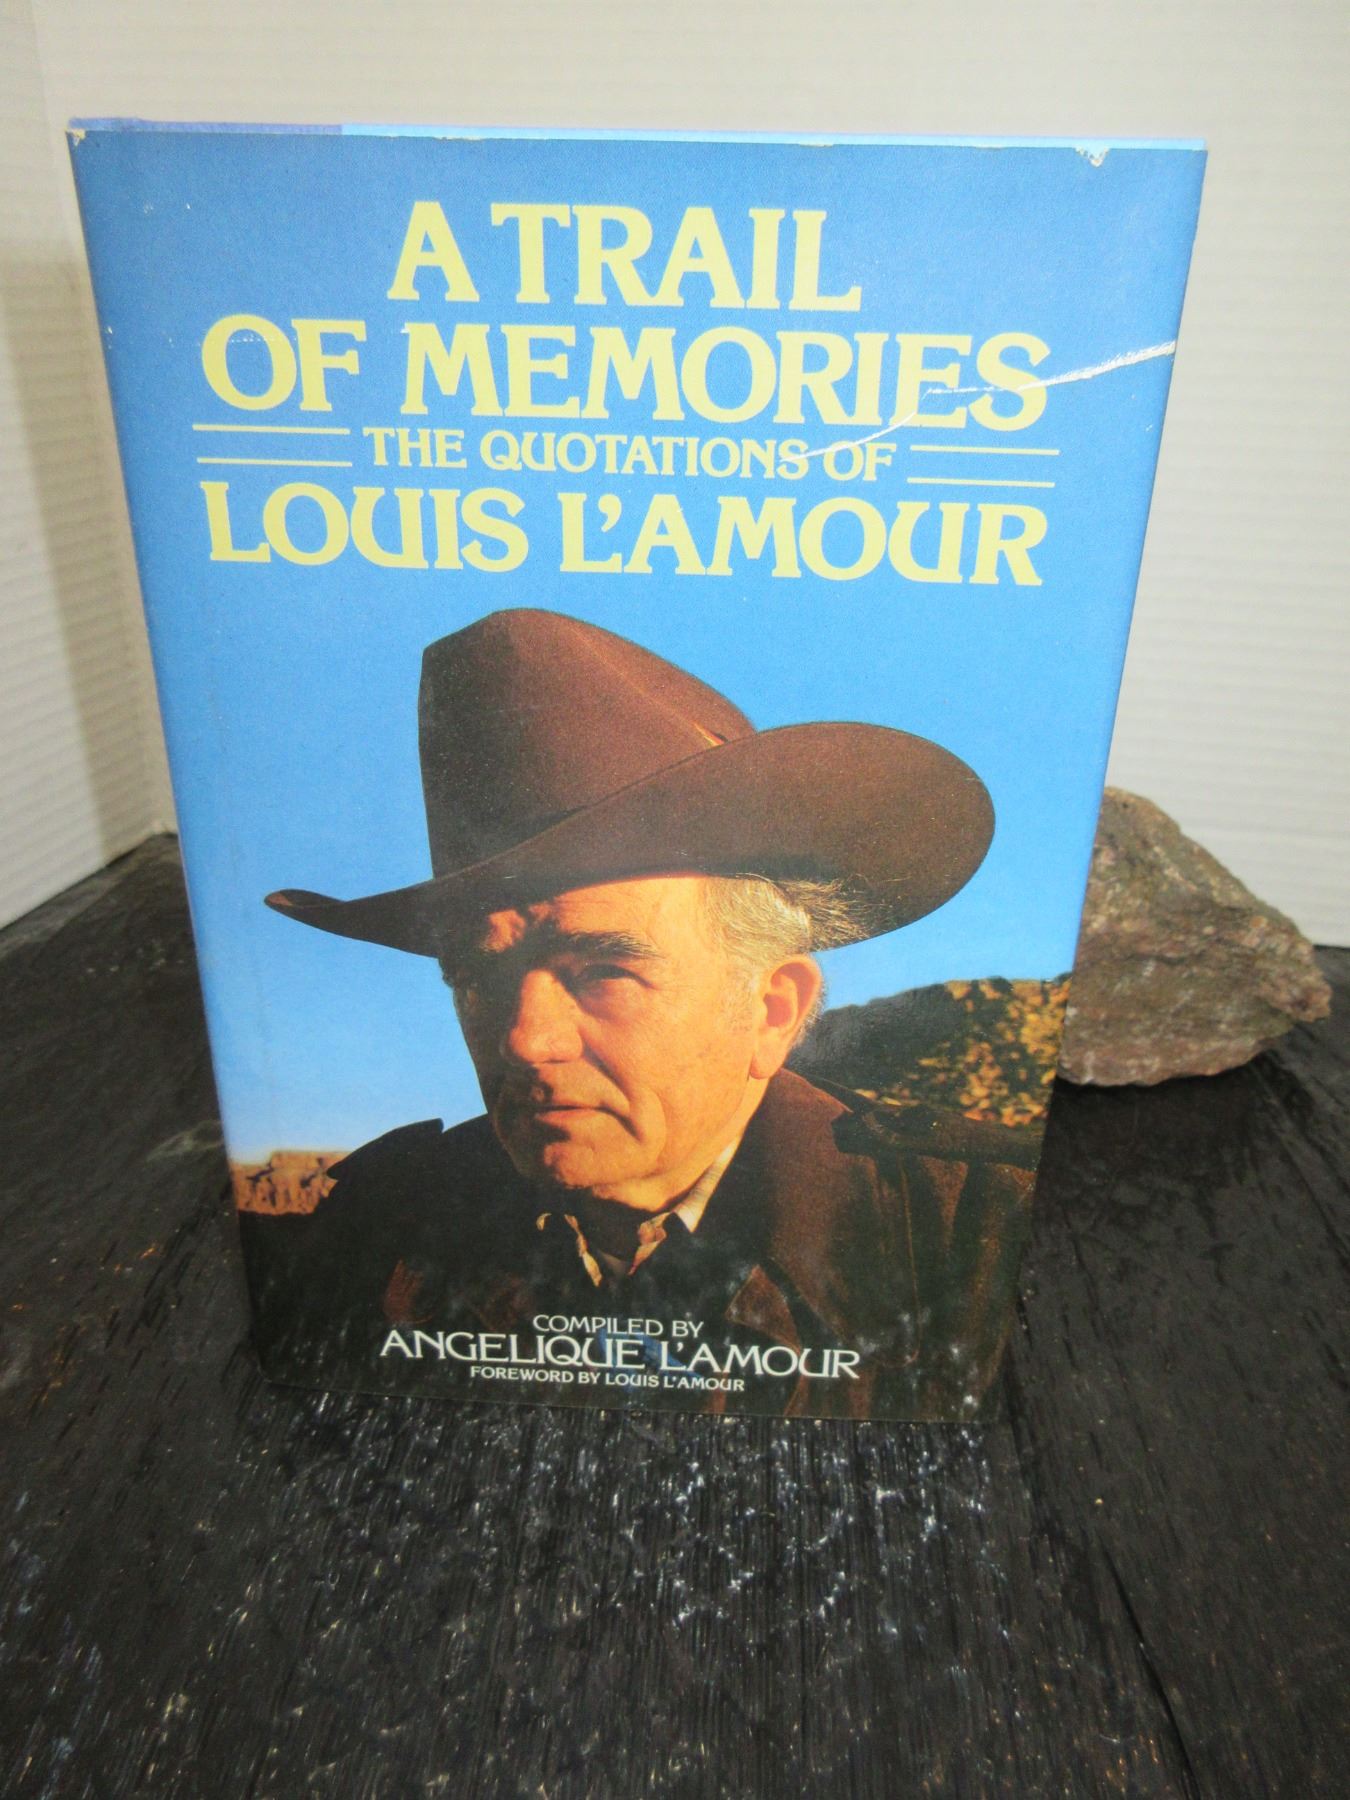 A TRAIL
OF MEMORIES
THE QUOTATIONS OF
LOUIS L'AMOUR
COMPILED BY
ANGELIQUE L'AMOUR
FOREWORD BY LOUIS L'AMOUR